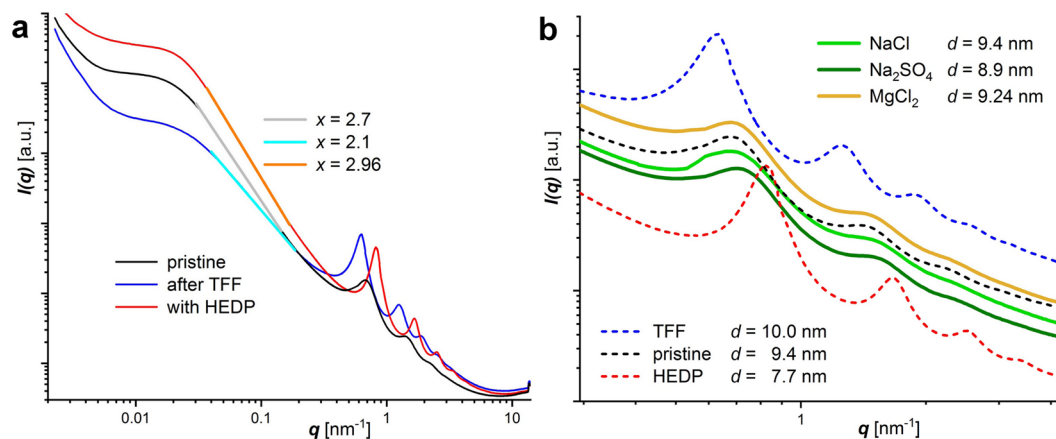 a
I(q) [a.u.]
x = 2.7
x = 2.1
x = 2.96
pristine
after TFF
with HEDP
0.01 0.1 1 10
q [nm⁻¹]
b
I(q) [a.u.]
NaCl d = 9.4 nm
Na₂SO₄ d = 8.9 nm
MgCl₂ d = 9.24 nm
TFF d = 10.0 nm
pristine d = 9.4 nm
HEDP d = 7.7 nm
1
q [nm⁻¹]